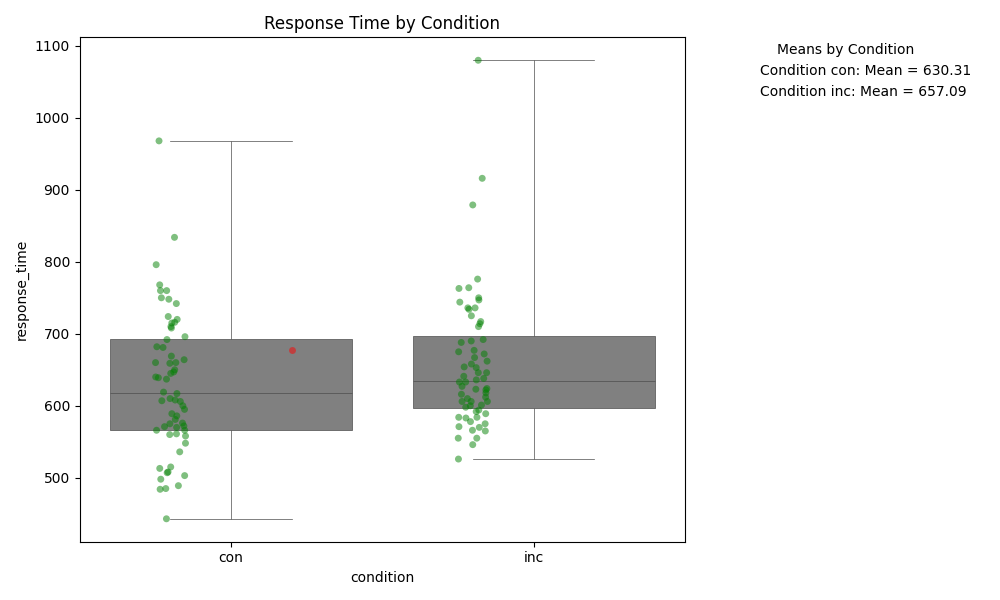 Response Time by Condition
Means by Condition
Condition con: Mean = 630.31
Condition inc: Mean = 657.09
response_time
1100
1000
900
800
700
600
500
con
inc
condition